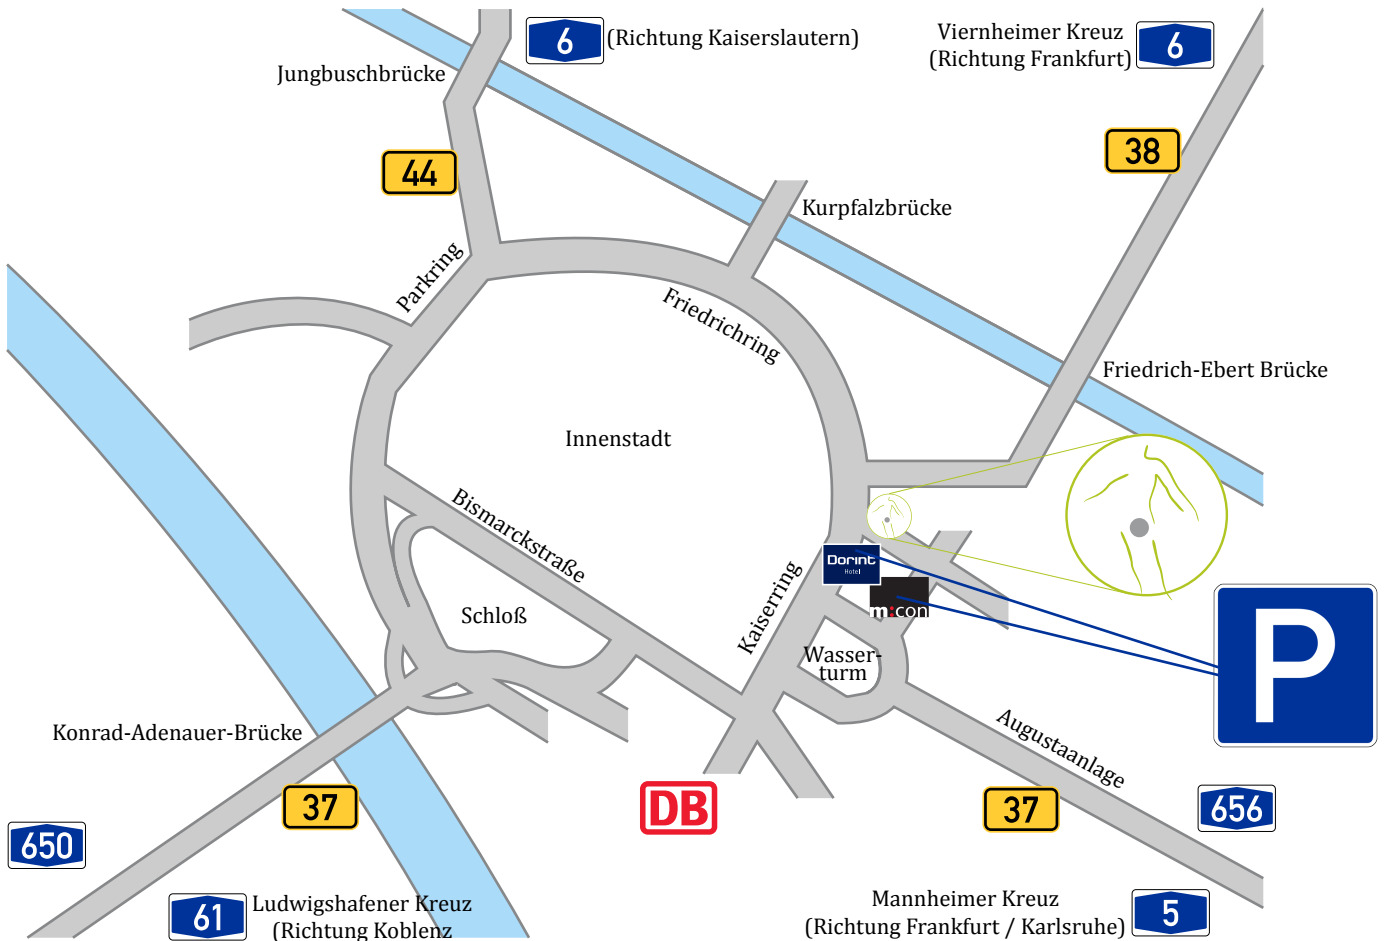 6
(Richtung Kaiserslautern)
Viernheimer Kreuz
(Richtung Frankfurt)
6
Jungbuschbrücke
44
38
Kurpfalzbrücke
Parkring
Friedrichring
Friedrich-Ebert Brücke
Innenstadt
Bismarckstraße
Dorint
Hotel
m:con
Kaiserring
Schloß
Wasser-
turm
P
Konrad-Adenauer-Brücke
Augustaanlage
37
DB
37
656
650
61
Ludwigshafener Kreuz
(Richtung Koblenz
Mannheimer Kreuz
(Richtung Frankfurt / Karlsruhe)
5